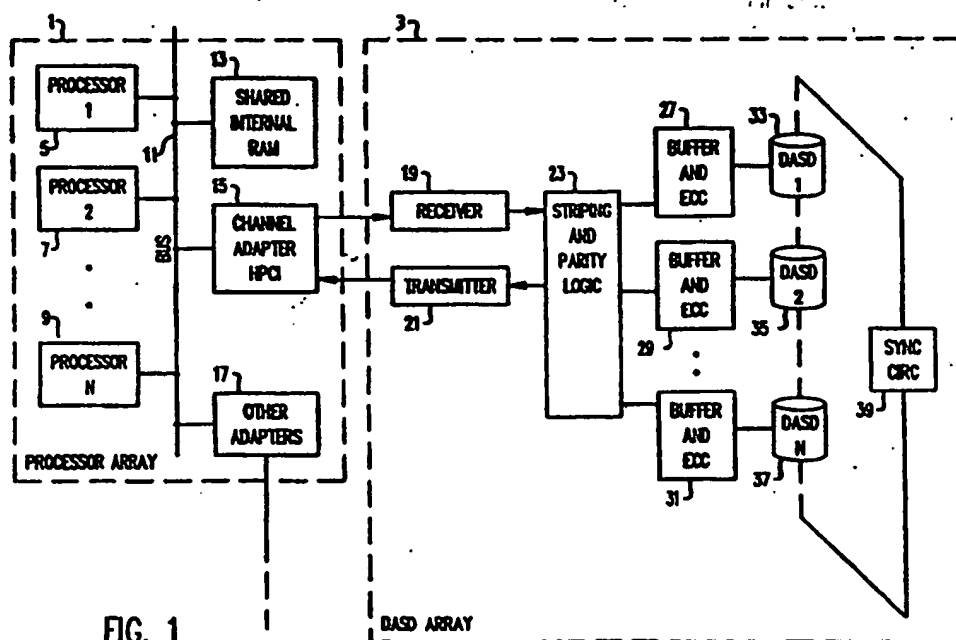 1
3
PROCESSOR
1
5
11
13
SHARED
INTERNAL
RAM
PROCESSOR
2
7
BUS
15
CHANNEL
ADAPTER
HPCI
9
PROCESSOR
N
17
OTHER
ADAPTERS
PROCESSOR ARRAY
19
RECEIVER
TRANSMITTER
21
23
STRIPING
AND
PARITY
LOGIC
27
BUFFER
AND
ECC
33
DASD
1
BUFFER
AND
ECC
29
DASD
2
35
BUFFER
AND
ECC
31
DASD
N
37
SYNC
CIRC
39
DASD ARRAY
FIG. 1